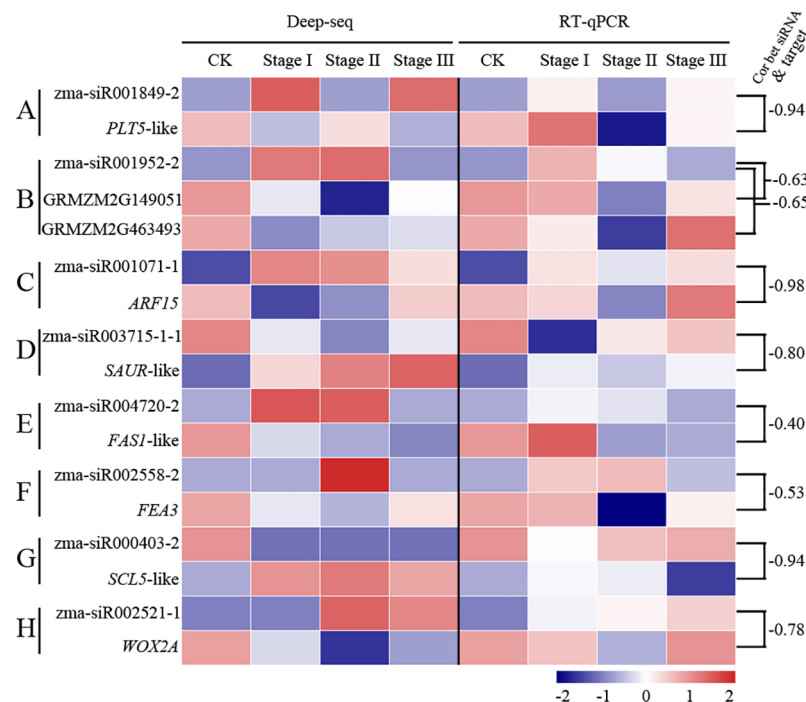 Deep-seq RT-qPCR
Cor bet siRNA
& target
CK Stage I Stage II Stage III CK Stage I Stage II Stage III
A
zma-siR001849-2
PLT5-like
-0.94
B
zma-siR001952-2
GRMZM2G149051
GRMZM2G463493
-0.63
-0.65
C
zma-siR001071-1
ARF15
-0.98
D
zma-siR003715-1-1
SAUR-like
-0.80
E
zma-siR004720-2
FAS1-like
-0.40
F
zma-siR002558-2
FEA3
-0.53
G
zma-siR000403-2
SCL5-like
-0.94
H
zma-siR002521-1
WOX2A
-0.78
-2 -1 0 1 2